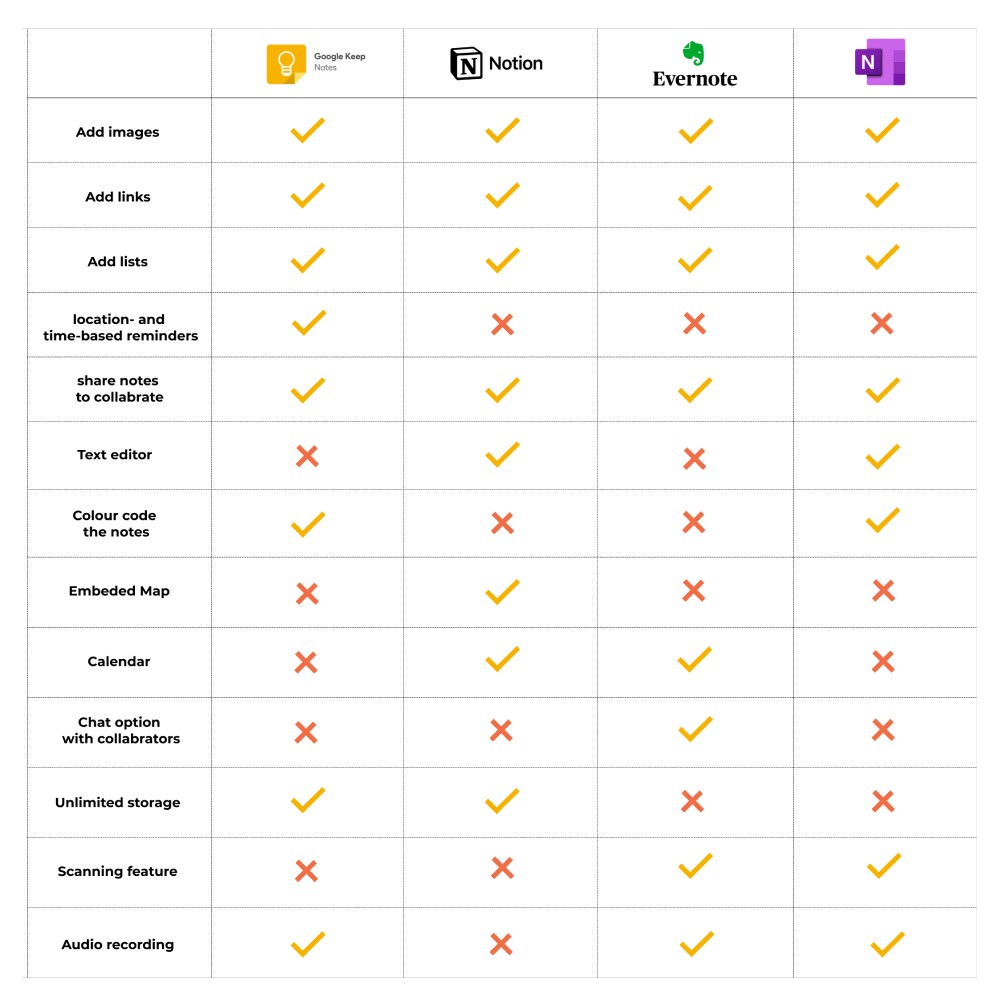 Google Keep
Notes
N Notion
Evernote
N
Add images
Add links
Add lists
location- and
time-based reminders
share notes
to collabrate
Text editor
Colour code
the notes
Embeded Map
Calendar
Chat option
with collabrators
Unlimited storage
Scanning feature
Audio recording